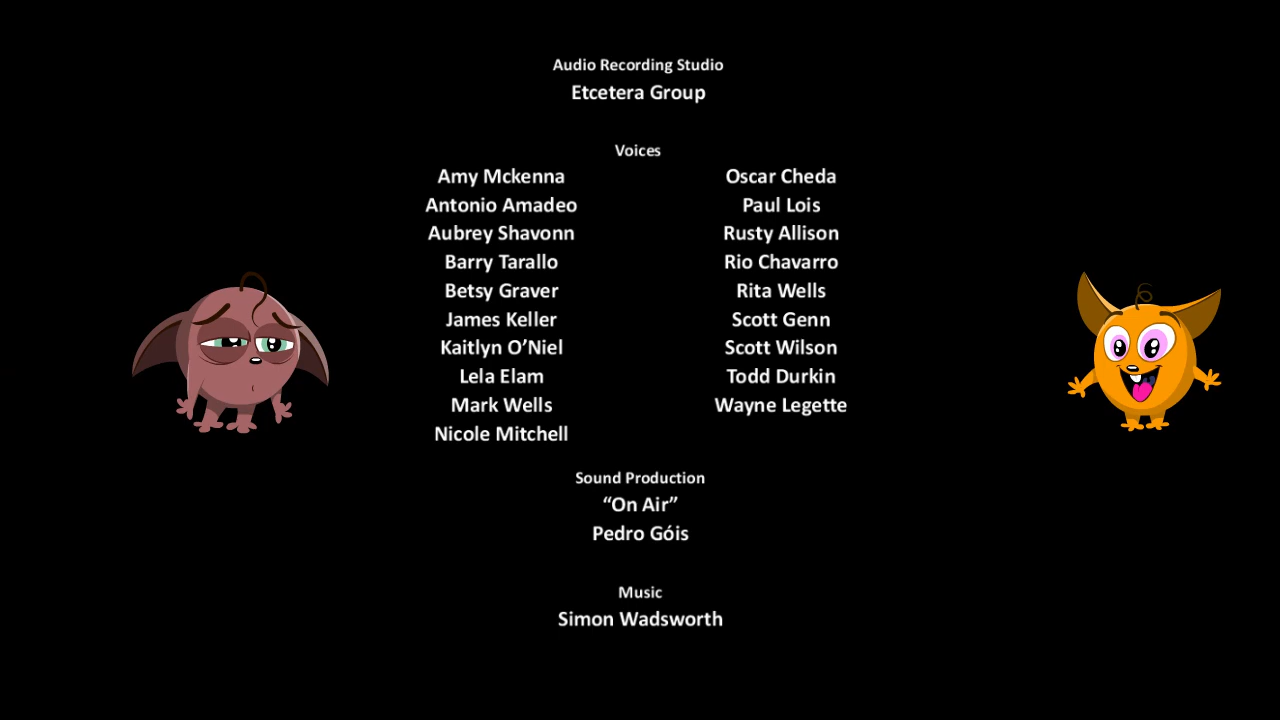 Audio Recording Studio
Etcetera Group
Voices
Amy Mckenna
Antonio Amadeo
Aubrey Shavonn
Barry Tarallo
Betsy Graver
James Keller
Kaitlyn O’Niel
Lela Elam
Mark Wells
Nicole Mitchell
Oscar Cheda
Paul Lois
Rusty Allison
Rio Chavarro
Rita Wells
Scott Genn
Scott Wilson
Todd Durkin
Wayne Legette
Sound Production
“On Air”
Pedro Góis
Music
Simon Wadsworth